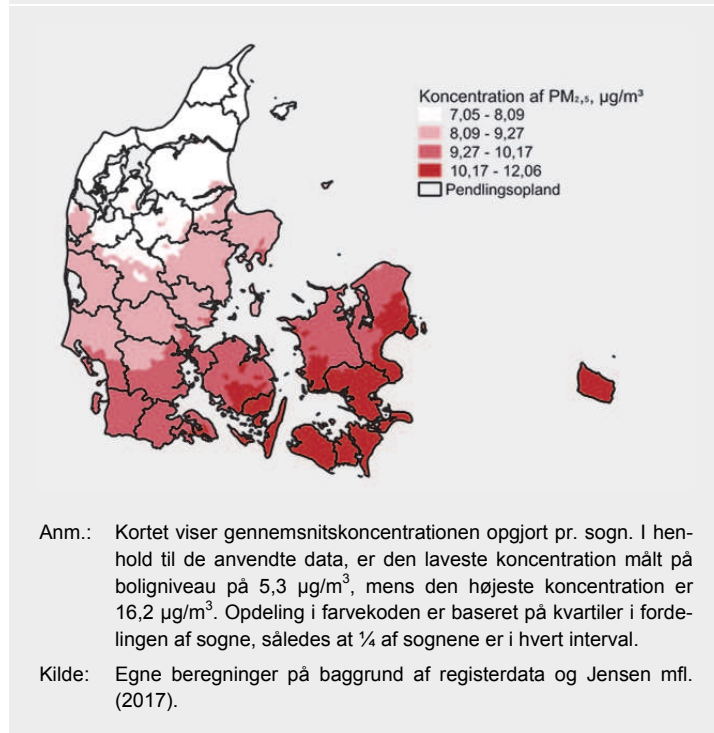 Koncentration af PM₂,₅, µg/m³
7,05 - 8,09
8,09 - 9,27
9,27 - 10,17
10,17 - 12,06
Pendlingsopland
Anm.: Kortet viser gennemsnitskoncentrationen opgjort pr. sogn. I hen-
hold til de anvendte data, er den laveste koncentration målt på
boligniveau på 5,3 µg/m³, mens den højeste koncentration er
16,2 µg/m³. Opdeling i farvekoden er baseret på kvartiler i forde-
lingen af sogne, således at ¼ af sognene er i hvert interval.
Kilde: Egne beregninger på baggrund af registerdata og Jensen mfl.
(2017).